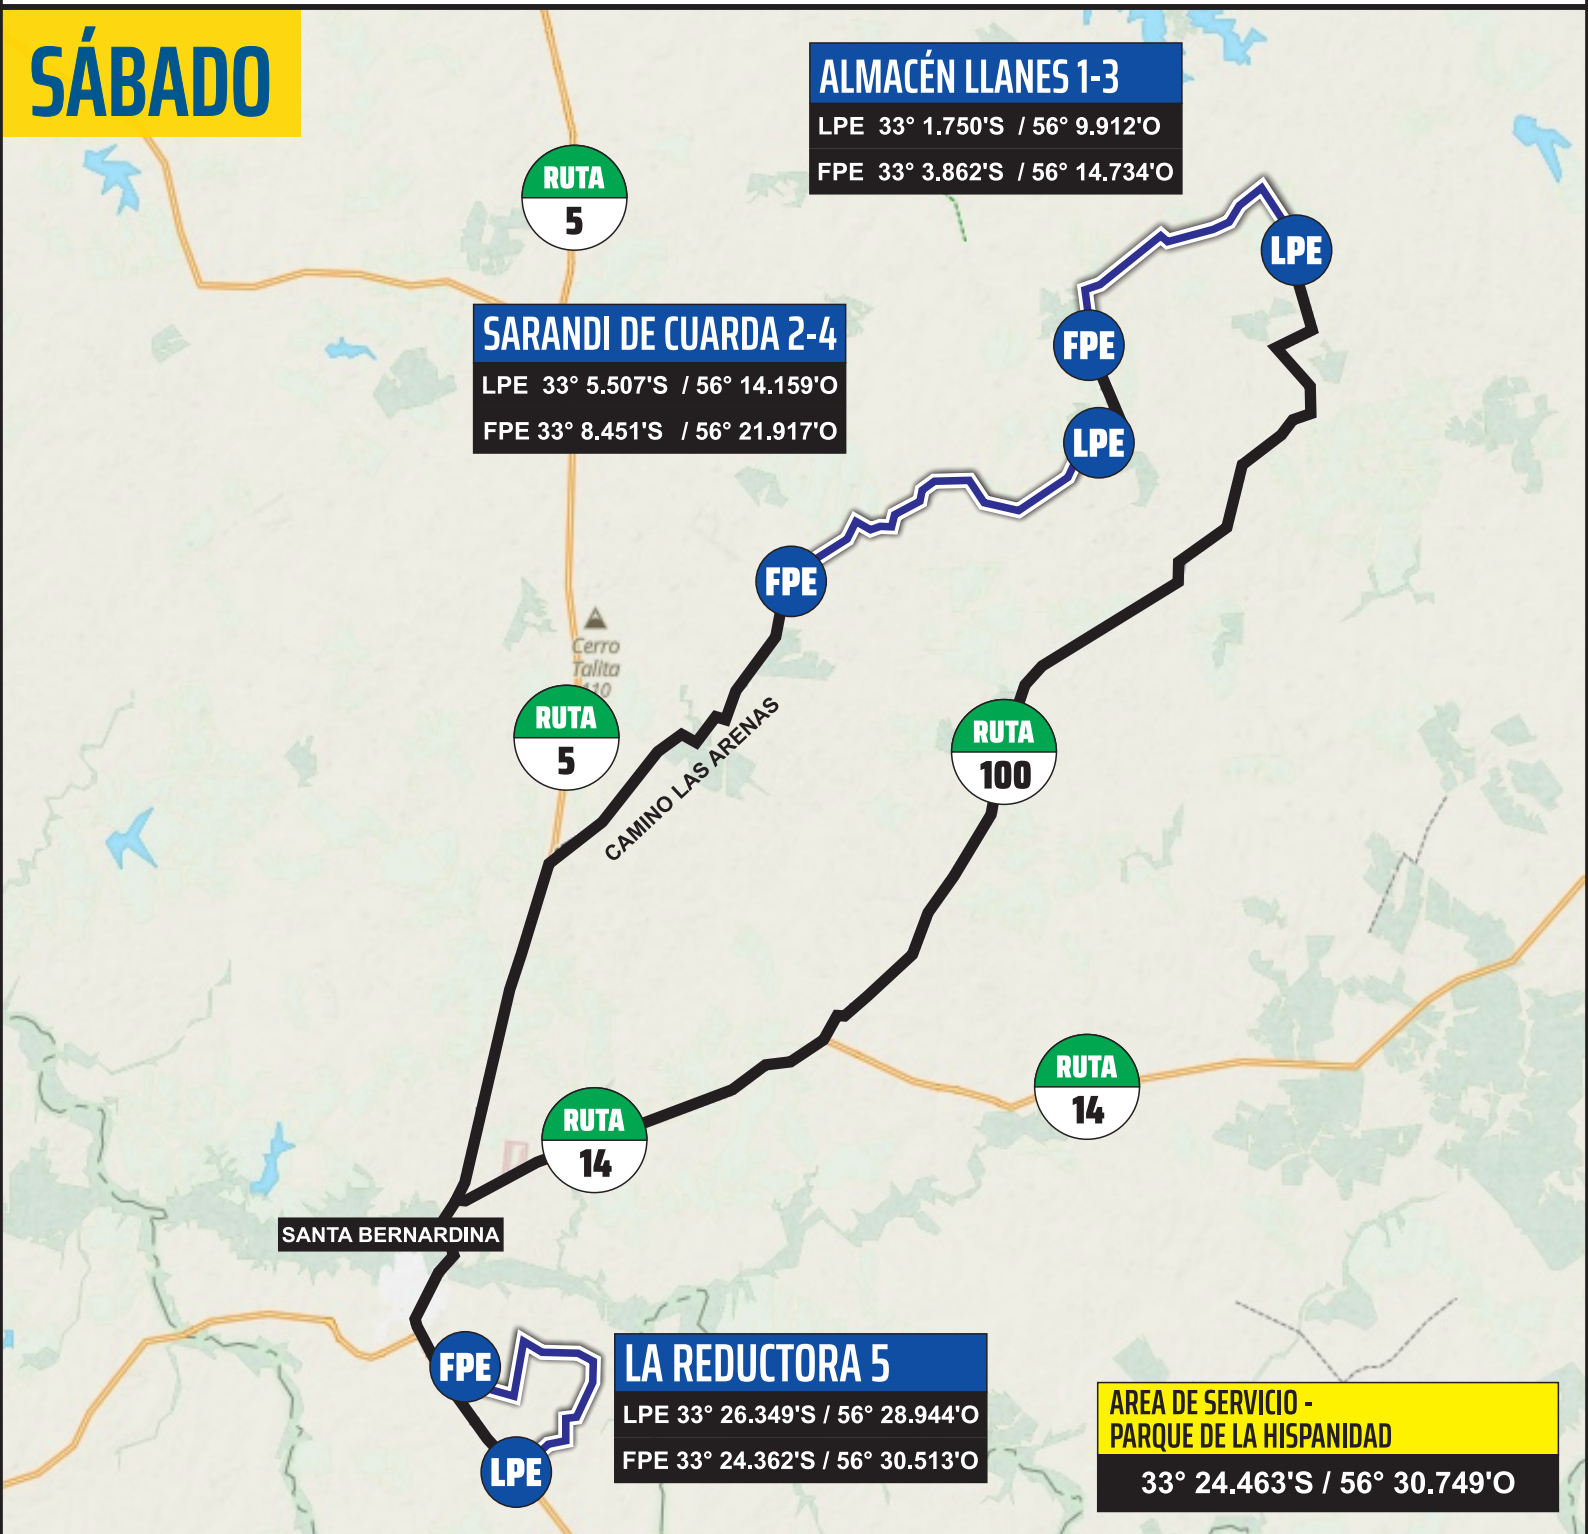 SÁBADO
ALMACÉN LLANES 1-3
LPE 33° 1.750'S / 56° 9.912'O
FPE 33° 3.862'S / 56° 14.734'O
RUTA
5
LPE
SARANDI DE CUARDA 2-4
LPE 33° 5.507'S / 56° 14.159'O
FPE 33° 8.451'S / 56° 21.917'O
FPE
LPE
FPE
Cerro
Talita
410
RUTA
5
CAMINO LAS ARENAS
RUTA
100
RUTA
14
RUTA
14
SANTA BERNARDINA
FPE
LPE
LA REDUCTORA 5
LPE 33° 26.349'S / 56° 28.944'O
FPE 33° 24.362'S / 56° 30.513'O
AREA DE SERVICIO -
PARQUE DE LA HISPANIDAD
33° 24.463'S / 56° 30.749'O